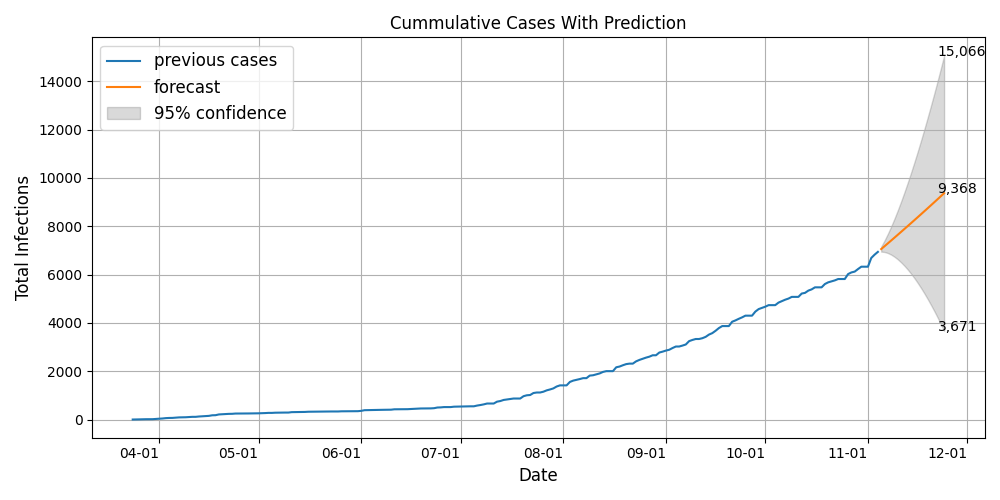 Cummulative Cases With Prediction
previous cases
forecast
95% confidence
15,066
9,368
3,671
14000
12000
10000
8000
6000
4000
2000
0
Total Infections
04-01 05-01 06-01 07-01 08-01 09-01 10-01 11-01 12-01
Date